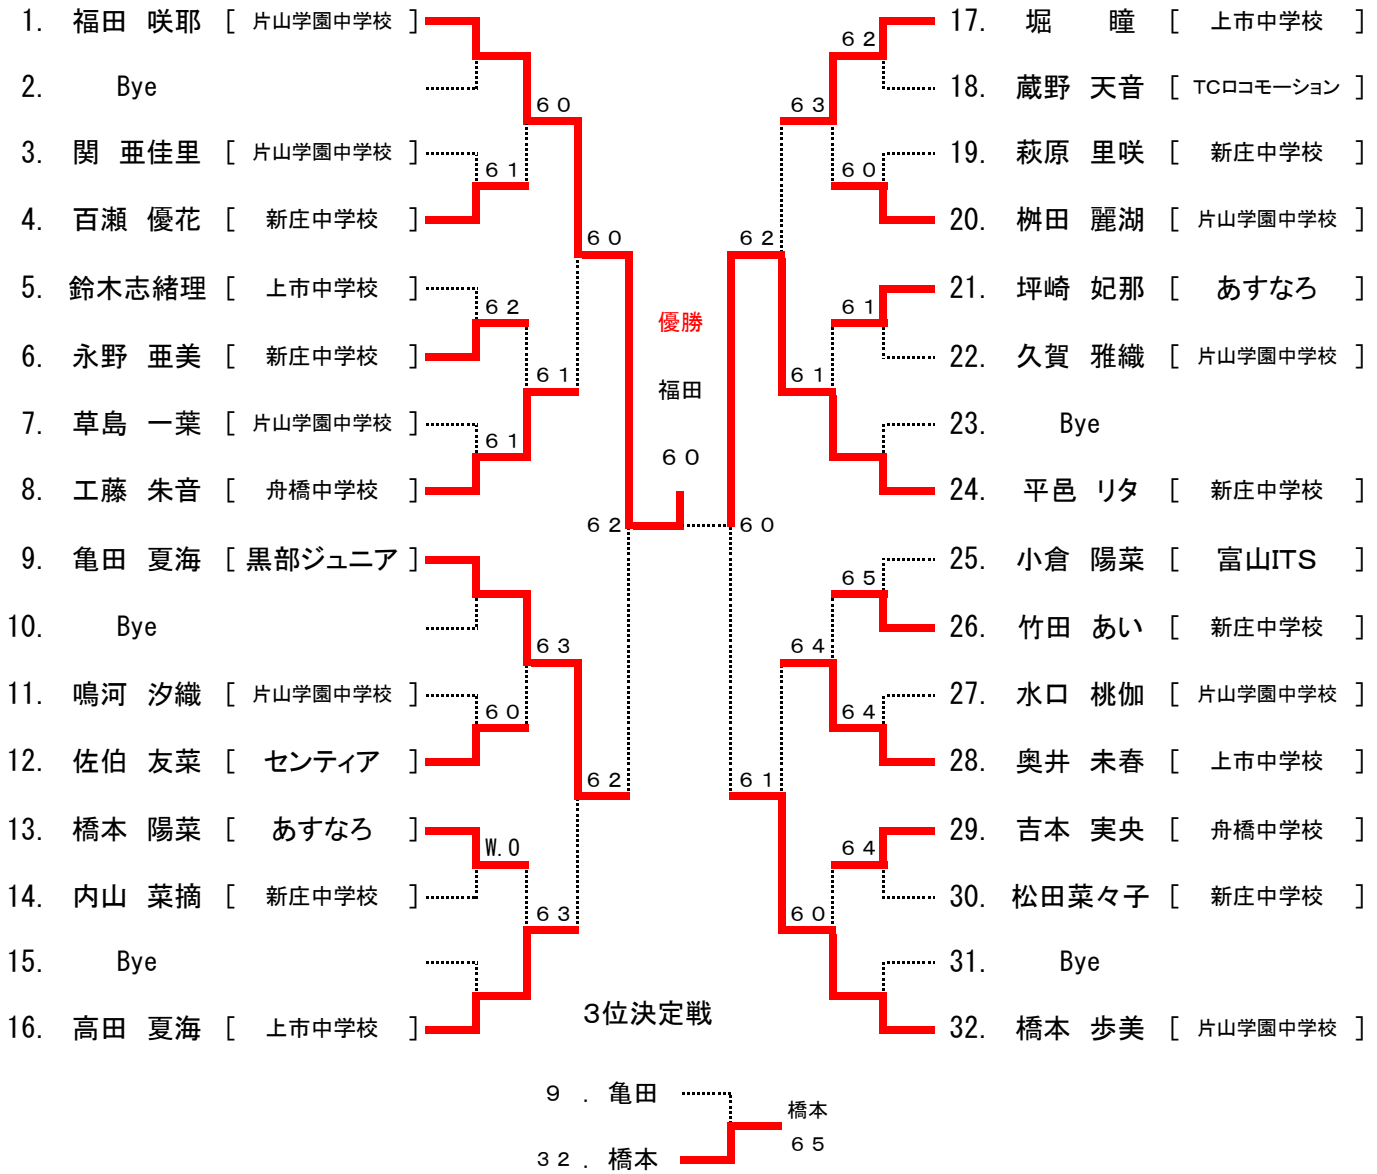 1. 福田 咲耶 [ 片山学園中学校 ]
2. Bye
3. 関 亜佳里 [ 片山学園中学校 ]
4. 百瀬 優花 [ 新庄中学校 ]
5. 鈴木志緒理 [ 上市中学校 ]
6. 永野 亜美 [ 新庄中学校 ]
7. 草島 一葉 [ 片山学園中学校 ]
8. 工藤 朱音 [ 舟橋中学校 ]
9. 亀田 夏海 [ 黒部ジュニア ]
10. Bye
11. 鳴河 汐織 [ 片山学園中学校 ]
12. 佐伯 友菜 [ センティア ]
13. 橋本 陽菜 [ あすなろ ]
14. 内山 菜摘 [ 新庄中学校 ]
15. Bye
16. 高田 夏海 [ 上市中学校 ]
６１
６２
６１
６０
W.O
６０
６１
６３
６３
６０
６２
６２
優勝
福田
６０
６０
６２
６１
６３
６１
６４
６０
６２
６０
６１
６５
６４
６４
17. 堀 瞳 [ 上市中学校 ]
18. 蔵野 天音 [ TCロコモーション ]
19. 萩原 里咲 [ 新庄中学校 ]
20. 桝田 麗湖 [ 片山学園中学校 ]
21. 坪崎 妃那 [ あすなろ ]
22. 久賀 雅織 [ 片山学園中学校 ]
23. Bye
24. 平邑 リタ [ 新庄中学校 ]
25. 小倉 陽菜 [ 富山ITS ]
26. 竹田 あい [ 新庄中学校 ]
27. 水口 桃伽 [ 片山学園中学校 ]
28. 奥井 未春 [ 上市中学校 ]
29. 吉本 実央 [ 舟橋中学校 ]
30. 松田菜々子 [ 新庄中学校 ]
31. Bye
32. 橋本 歩美 [ 片山学園中学校 ]
３位決定戦
９ . 亀田
３２ . 橋本
橋本
６５